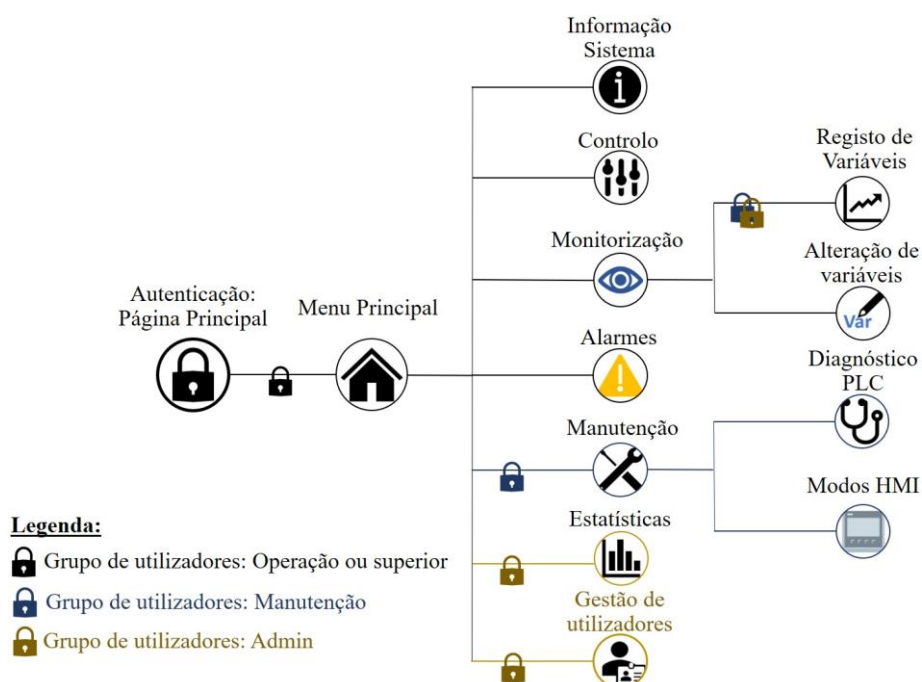 Informação
Sistema
Controlo
Registo de
Variáveis
Monitorização
Alteração de
variáveis
Var
Autenticação:
Página Principal
Menu Principal
Alarmes
Diagnóstico
PLC
Manutenção
Modos HMI
Estatísticas
Gestão de
utilizadores
Legenda:
Grupo de utilizadores: Operação ou superior
Grupo de utilizadores: Manutenção
Grupo de utilizadores: Admin